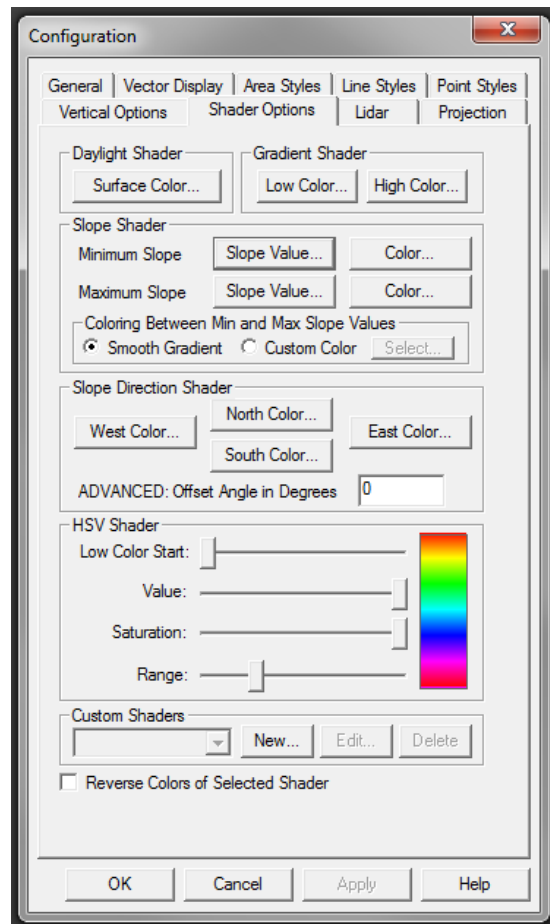 Configuration
General Vector Display Area Styles Line Styles Point Styles
Vertical Options Shader Options Lidar Projection
Daylight Shader Gradient Shader
Surface Color... Low Color... High Color...
Slope Shader
Minimum Slope Slope Value... Color...
Maximum Slope Slope Value... Color...
Coloring Between Min and Max Slope Values
Smooth Gradient Custom Color Select...
Slope Direction Shader
North Color...
West Color... East Color...
South Color...
ADVANCED: Offset Angle in Degrees 0
HSV Shader
Low Color Start:
Value:
Saturation:
Range:
Custom Shaders
New... Edit... Delete
Reverse Colors of Selected Shader
OK Cancel Apply Help